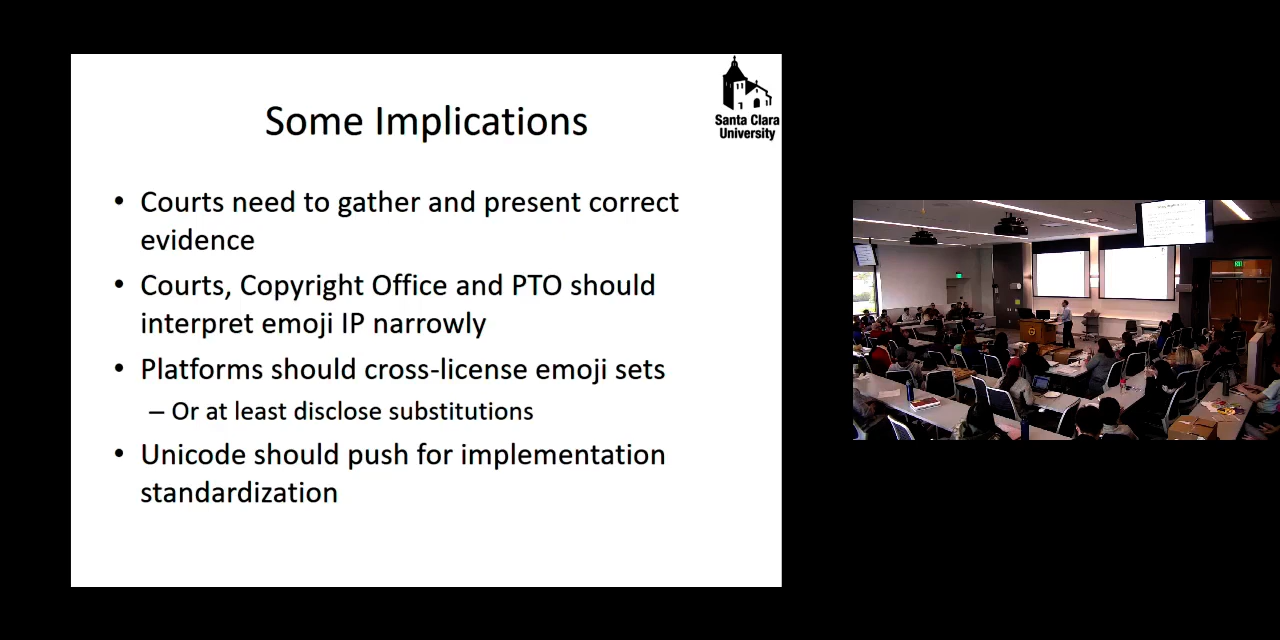 Some Implications
Santa Clara
University
• Courts need to gather and present correct
evidence
• Courts, Copyright Office and PTO should
interpret emoji IP narrowly
• Platforms should cross-license emoji sets
– Or at least disclose substitutions
• Unicode should push for implementation
standardization